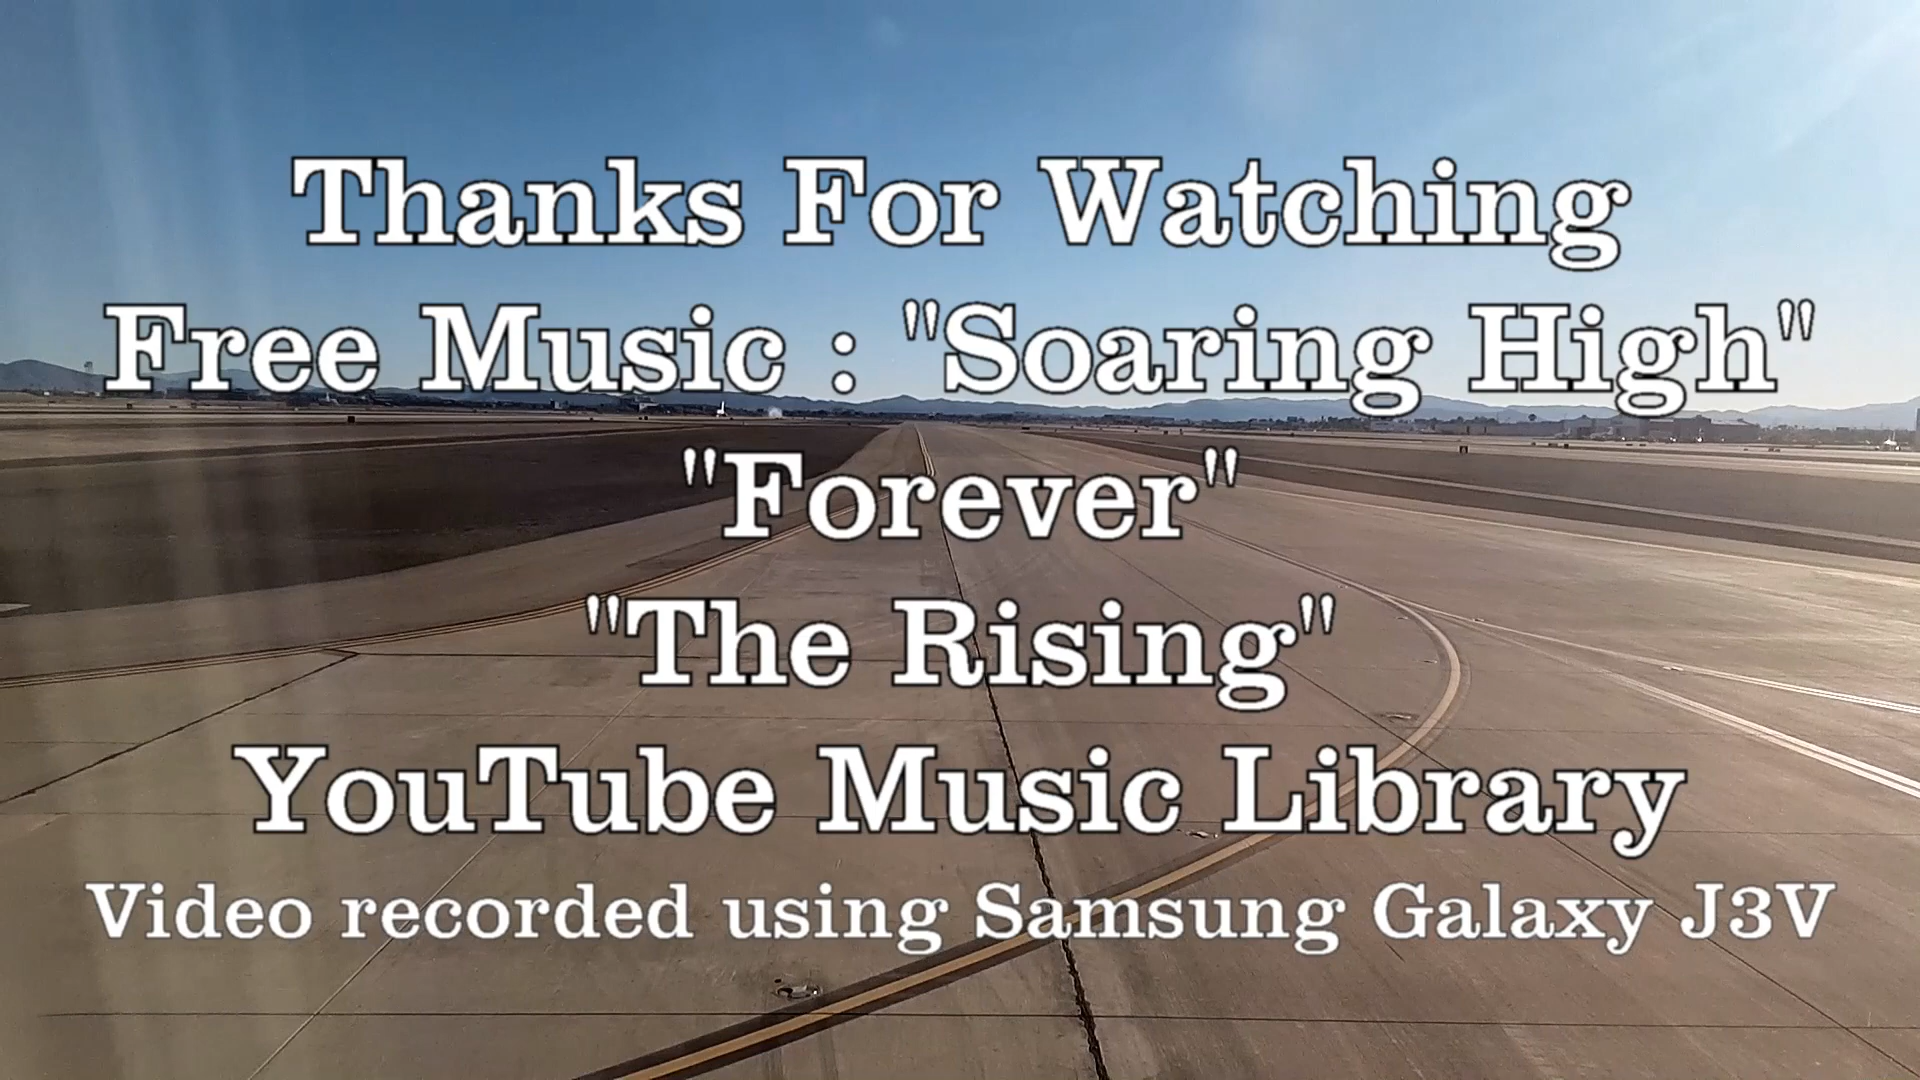 Thanks For Watching
Free Music : "Soaring High"
"Forever"
"The Rising"
YouTube Music Library
Video recorded using Samsung Galaxy J3V